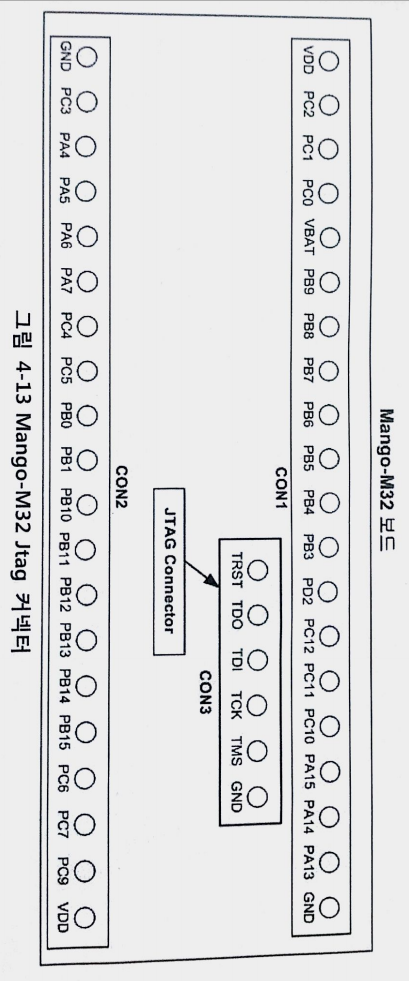 Mango-M32 보드
VDD PC2 PC1 PC0 VBAT PB9 PB8 PB7 PB6 PB5 PB4 PB3 PD2 PC12 PC11 PC10 PA15 PA14 PA13 GND
CON1
TRST TDO TDI TCK TMS GND
CON3
JTAG Connector
CON2
GND PC3 PA4 PA5 PA6 PA7 PC4 PC5 PB0 PB1 PB10 PB11 PB12 PB13 PB14 PB15 PC6 PC7 PC9 VDD
그림 4-13 Mango-M32 Jtag 커넥터